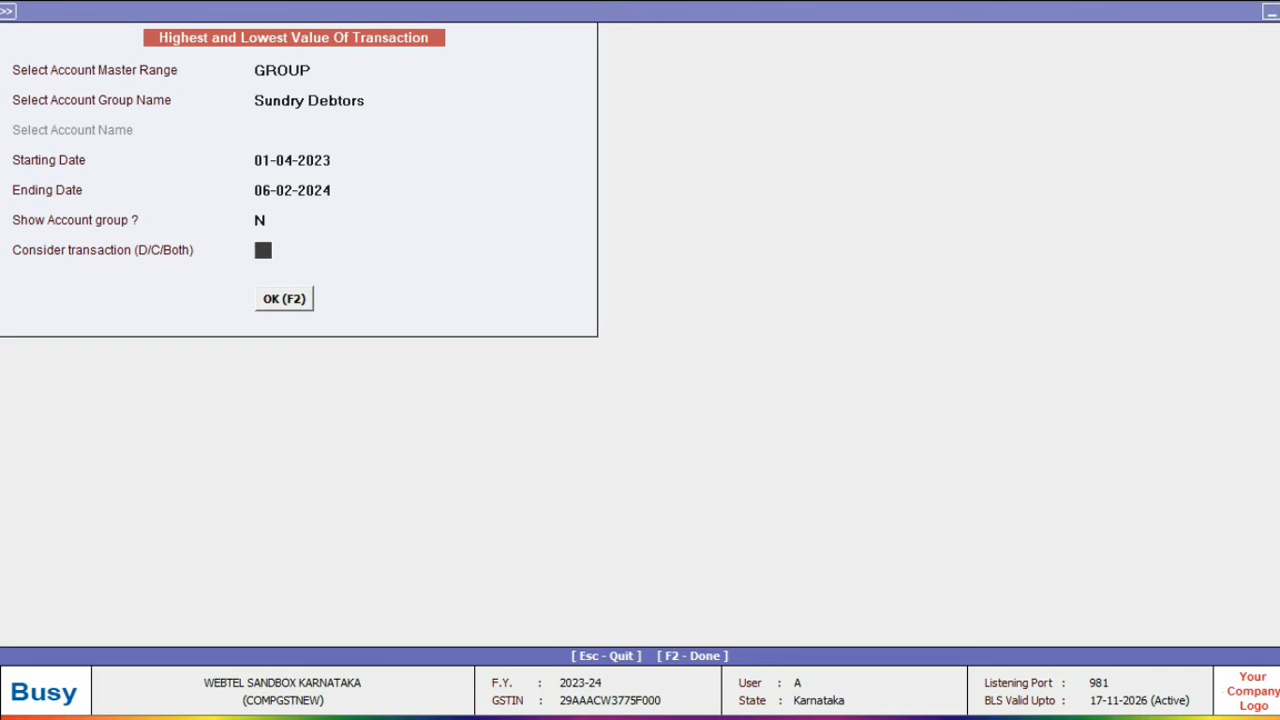 >>
Highest and Lowest Value Of Transaction
Select Account Master Range GROUP
Select Account Group Name Sundry Debtors
Select Account Name
Starting Date 01-04-2023
Ending Date 06-02-2024
Show Account group ? N
Consider transaction (D/C/Both)
OK (F2)
[ Esc - Quit ] [ F2 - Done ]
Busy
WEBTEL SANDBOX KARNATAKA
(COMPGSTNEW)
F.Y. : 2023-24
GSTIN : 29AAACW3775F000
User : A
State : Karnataka
Listening Port : 981
BLS Valid Upto : 17-11-2026 (Active)
Your
Company
Logo